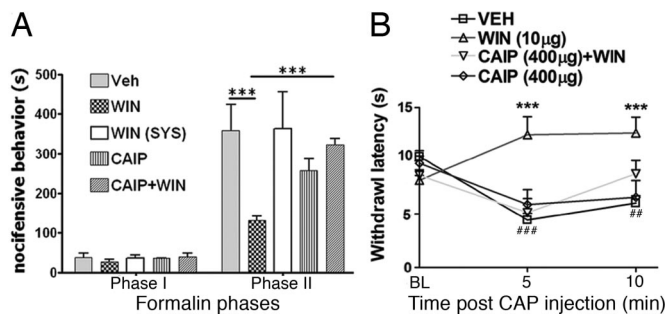 A
nocifensive behavior (s)
500
400
300
200
100
0
Veh
WIN
WIN (SYS)
CAIP
CAIP+WIN
***
***
Phase I
Phase II
Formalin phases
B
VEH
WIN (10µg)
CAIP (400µg)+WIN
CAIP (400µg)
Withdrawl latency (s)
15
10
5
0
***
***
###
##
BL
5
10
Time post CAP injection (min)